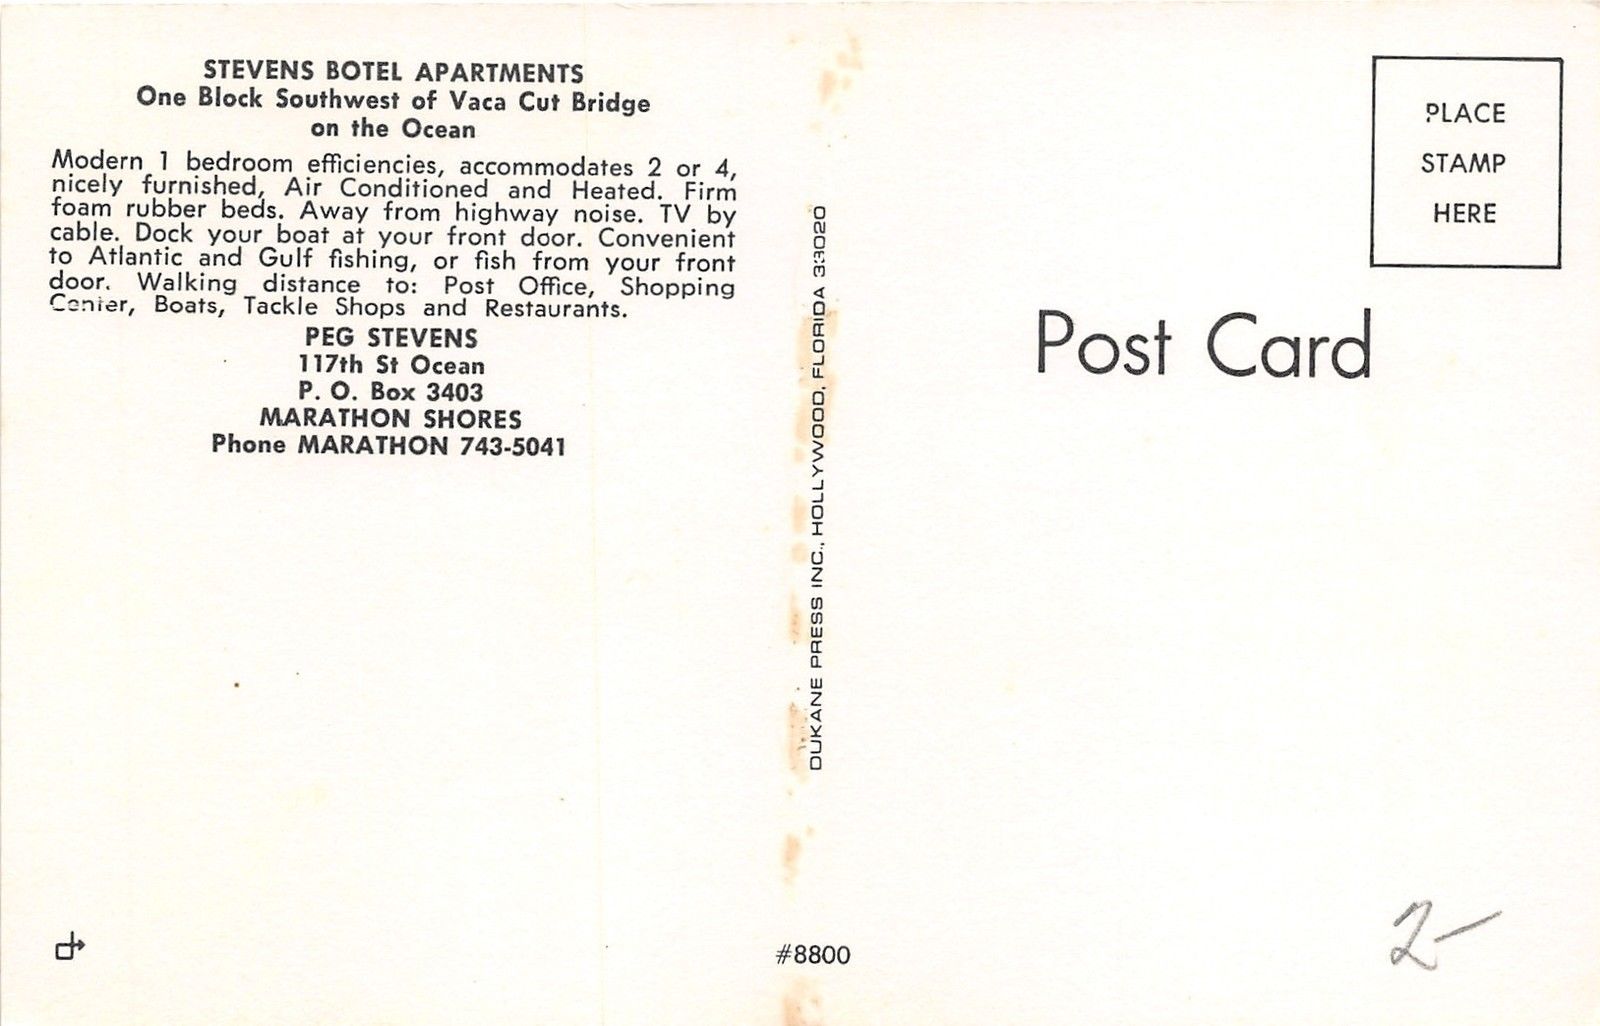 STEVENS BOTEL APARTMENTS
One Block Southwest of Vaca Cut Bridge
on the Ocean
Modern 1 bedroom efficiencies, accommodates 2 or 4,
nicely furnished, Air Conditioned and Heated. Firm
foam rubber beds. Away from highway noise. TV by
cable. Dock your boat at your front door. Convenient
to Atlantic and Gulf fishing, or fish from your front
door. Walking distance to: Post Office, Shopping
Center, Boats, Tackle Shops and Restaurants.
PEG STEVENS
117th St Ocean
P. O. Box 3403
MARATHON SHORES
Phone MARATHON 743-5041
DUKANE PRESS INC., HOLLYWOOD, FLORIDA 33020
#8800
PLACE
STAMP
HERE
Post Card
2-